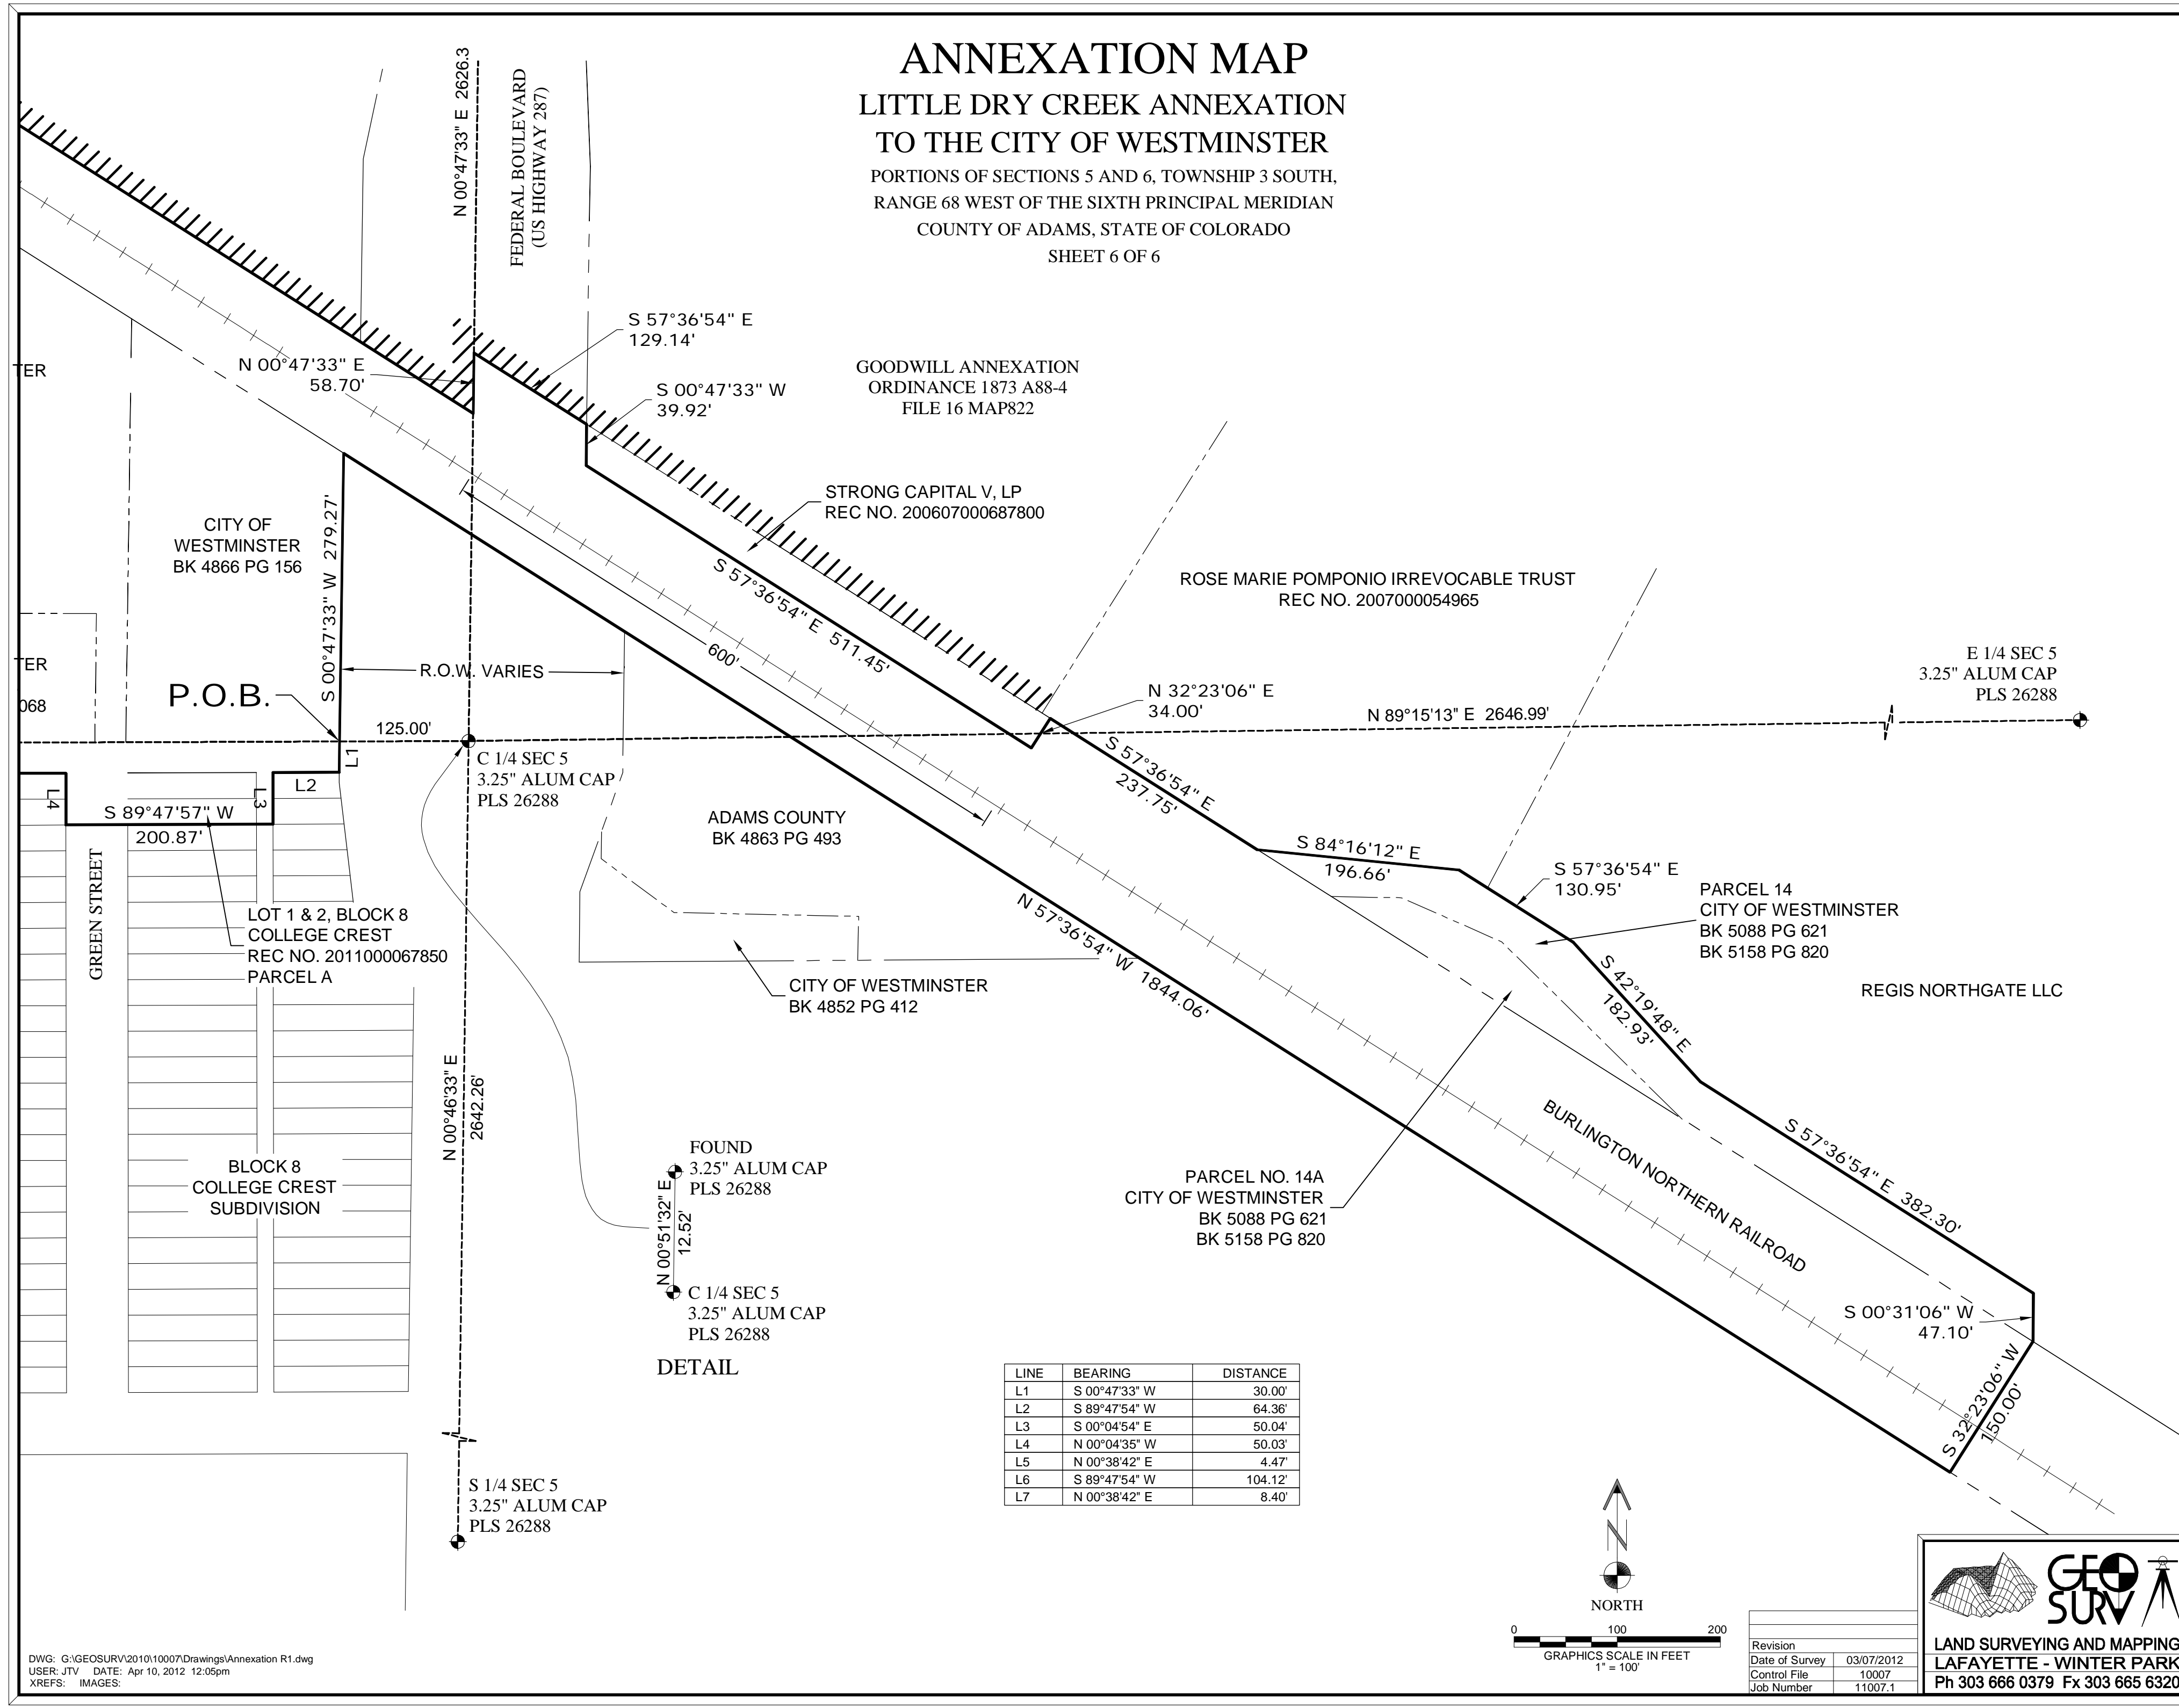 ANNEXATION MAP
LITTLE DRY CREEK ANNEXATION
TO THE CITY OF WESTMINSTER
PORTIONS OF SECTIONS 5 AND 6, TOWNSHIP 3 SOUTH,
RANGE 68 WEST OF THE SIXTH PRINCIPAL MERIDIAN
COUNTY OF ADAMS, STATE OF COLORADO
SHEET 6 OF 6
N 00°47'33" E 2626.3
FEDERAL BOULEVARD
(US HIGHWAY 287)
S 57°36'54" E
129.14'
N 00°47'33" E
58.70'
S 00°47'33" W
39.92'
GOODWILL ANNEXATION
ORDINANCE 1873 A88-4
FILE 16 MAP822
TER
STRONG CAPITAL V, LP
REC NO. 200607000687800
CITY OF
WESTMINSTER
BK 4866 PG 156
S 00°47'33" W 279.27'
S 57°36'54" E 511.45'
600'
ROSE MARIE POMPONIO IRREVOCABLE TRUST
REC NO. 2007000054965
TER
068
R.O.W. VARIES
P.O.B.
125.00'
N 32°23'06" E
34.00'
N 89°15'13" E 2646.99'
E 1/4 SEC 5
3.25" ALUM CAP
PLS 26288
L1
L2
L3
L4
C 1/4 SEC 5
3.25" ALUM CAP
PLS 26288
S 89°47'57" W
200.87'
S 57°36'54" E
237.75'
ADAMS COUNTY
BK 4863 PG 493
S 84°16'12" E
196.66'
S 57°36'54" E
130.95'
PARCEL 14
CITY OF WESTMINSTER
BK 5088 PG 621
BK 5158 PG 820
GREEN STREET
LOT 1 & 2, BLOCK 8
COLLEGE CREST
REC NO. 2011000067850
PARCEL A
N 57°36'54" W 1844.06'
CITY OF WESTMINSTER
BK 4852 PG 412
S 42°19'48" E
182.93'
REGIS NORTHGATE LLC
N 00°46'33" E
2642.26'
BURLINGTON NORTHERN RAILROAD
S 57°36'54" E 382.30'
BLOCK 8
COLLEGE CREST
SUBDIVISION
FOUND
3.25" ALUM CAP
PLS 26288
N 00°51'32" E
12.52'
C 1/4 SEC 5
3.25" ALUM CAP
PLS 26288
DETAIL
PARCEL NO. 14A
CITY OF WESTMINSTER
BK 5088 PG 621
BK 5158 PG 820
S 00°31'06" W
47.10'
S 32°23'06" W
150.00'
LINE BEARING DISTANCE
L1 S 00°47'33" W 30.00'
L2 S 89°47'54" W 64.36'
L3 S 00°04'54" E 50.04'
L4 N 00°04'35" W 50.03'
L5 N 00°38'42" E 4.47'
L6 S 89°47'54" W 104.12'
L7 N 00°38'42" E 8.40'
S 1/4 SEC 5
3.25" ALUM CAP
PLS 26288
N
NORTH
0 100 200
GRAPHICS SCALE IN FEET
1" = 100'
Revision
Date of Survey 03/07/2012
Control File 10007
Job Number 11007.1
GEO
SURV
LAND SURVEYING AND MAPPING
LAFAYETTE - WINTER PARK
Ph 303 666 0379 Fx 303 665 6320
DWG: G:\GEOSURV\2010\10007\Drawings\Annexation R1.dwg
USER: JTV DATE: Apr 10, 2012 12:05pm
XREFS: IMAGES: